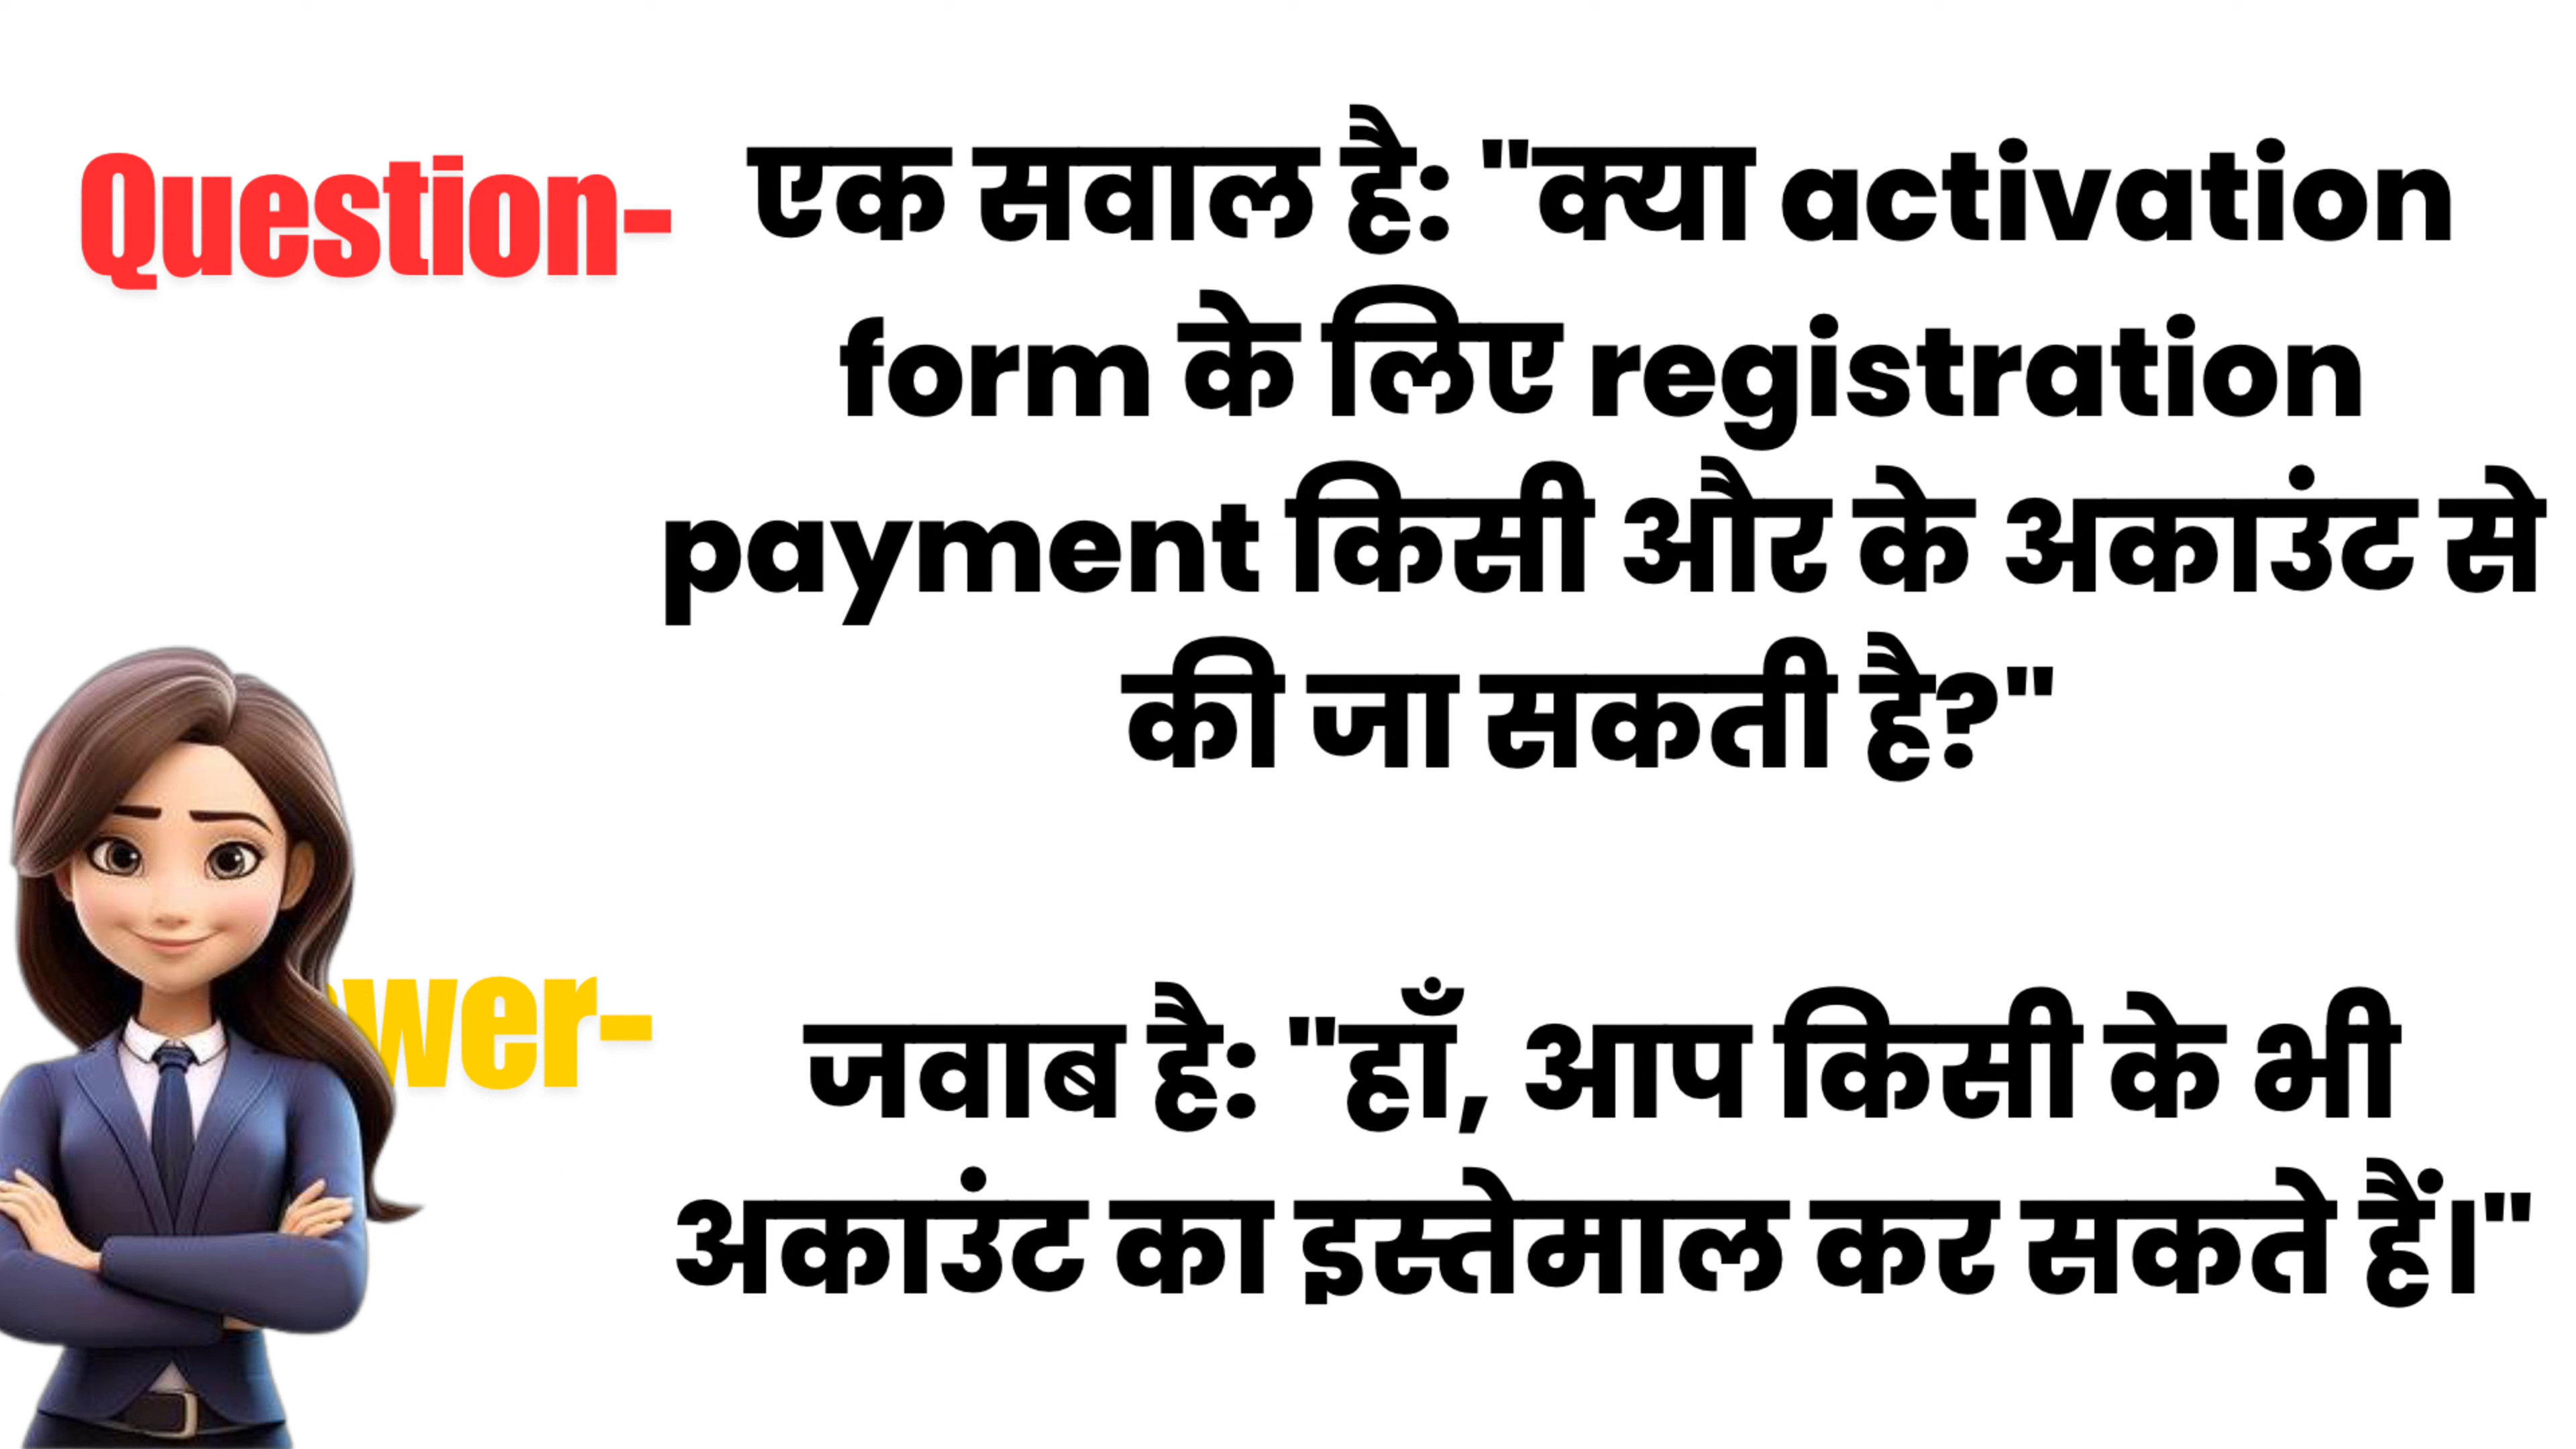 Question-
एक सवाल है: "क्या activation
form के लिए registration
payment किसी और के अकाउंट से
की जा सकती है?"
wer-
जवाब है: "हाँ, आप किसी के भी
अकाउंट का इस्तेमाल कर सकते हैं।"